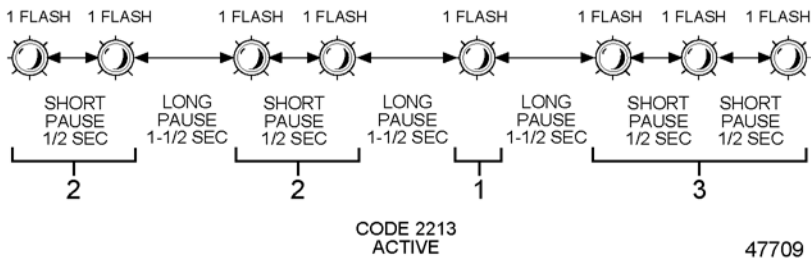 1 FLASH 1 FLASH 1 FLASH 1 FLASH 1 FLASH 1 FLASH 1 FLASH 1 FLASH
SHORT PAUSE 1/2 SEC
LONG PAUSE 1-1/2 SEC
SHORT PAUSE 1/2 SEC
LONG PAUSE 1-1/2 SEC
LONG PAUSE 1-1/2 SEC
SHORT PAUSE 1/2 SEC
SHORT PAUSE 1/2 SEC
2 2 1 3
CODE 2213
ACTIVE
47709